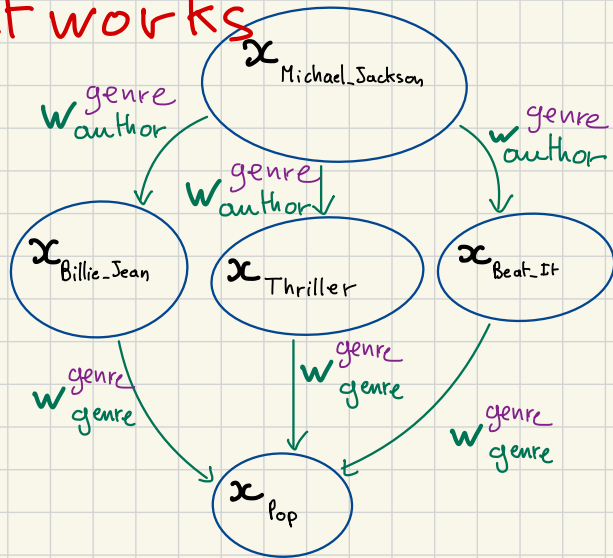 tworks
x Michael_Jackson
w genre author
w genre author
w genre author
x Billie_Jean
x Thriller
x Beat_It
w genre genre
w genre genre
w genre genre
x Pop